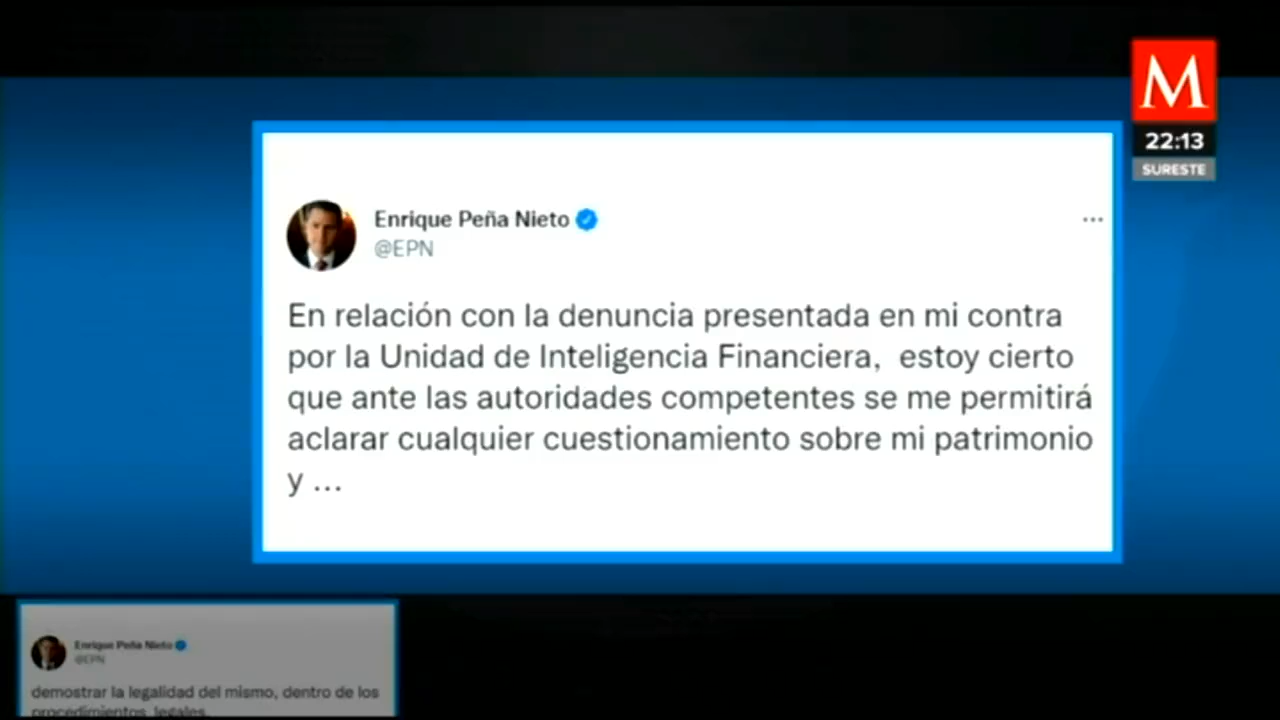 M
22:13
SURESTE
Enrique Peña Nieto
@EPN
...
En relación con la denuncia presentada en mi contra
por la Unidad de Inteligencia Financiera,  estoy cierto
que ante las autoridades competentes se me permitirá
aclarar cualquier cuestionamiento sobre mi patrimonio
y ...
Enrique Peña Nieto
@EPN
demostrar la legalidad del mismo, dentro de los
procedimientos legales